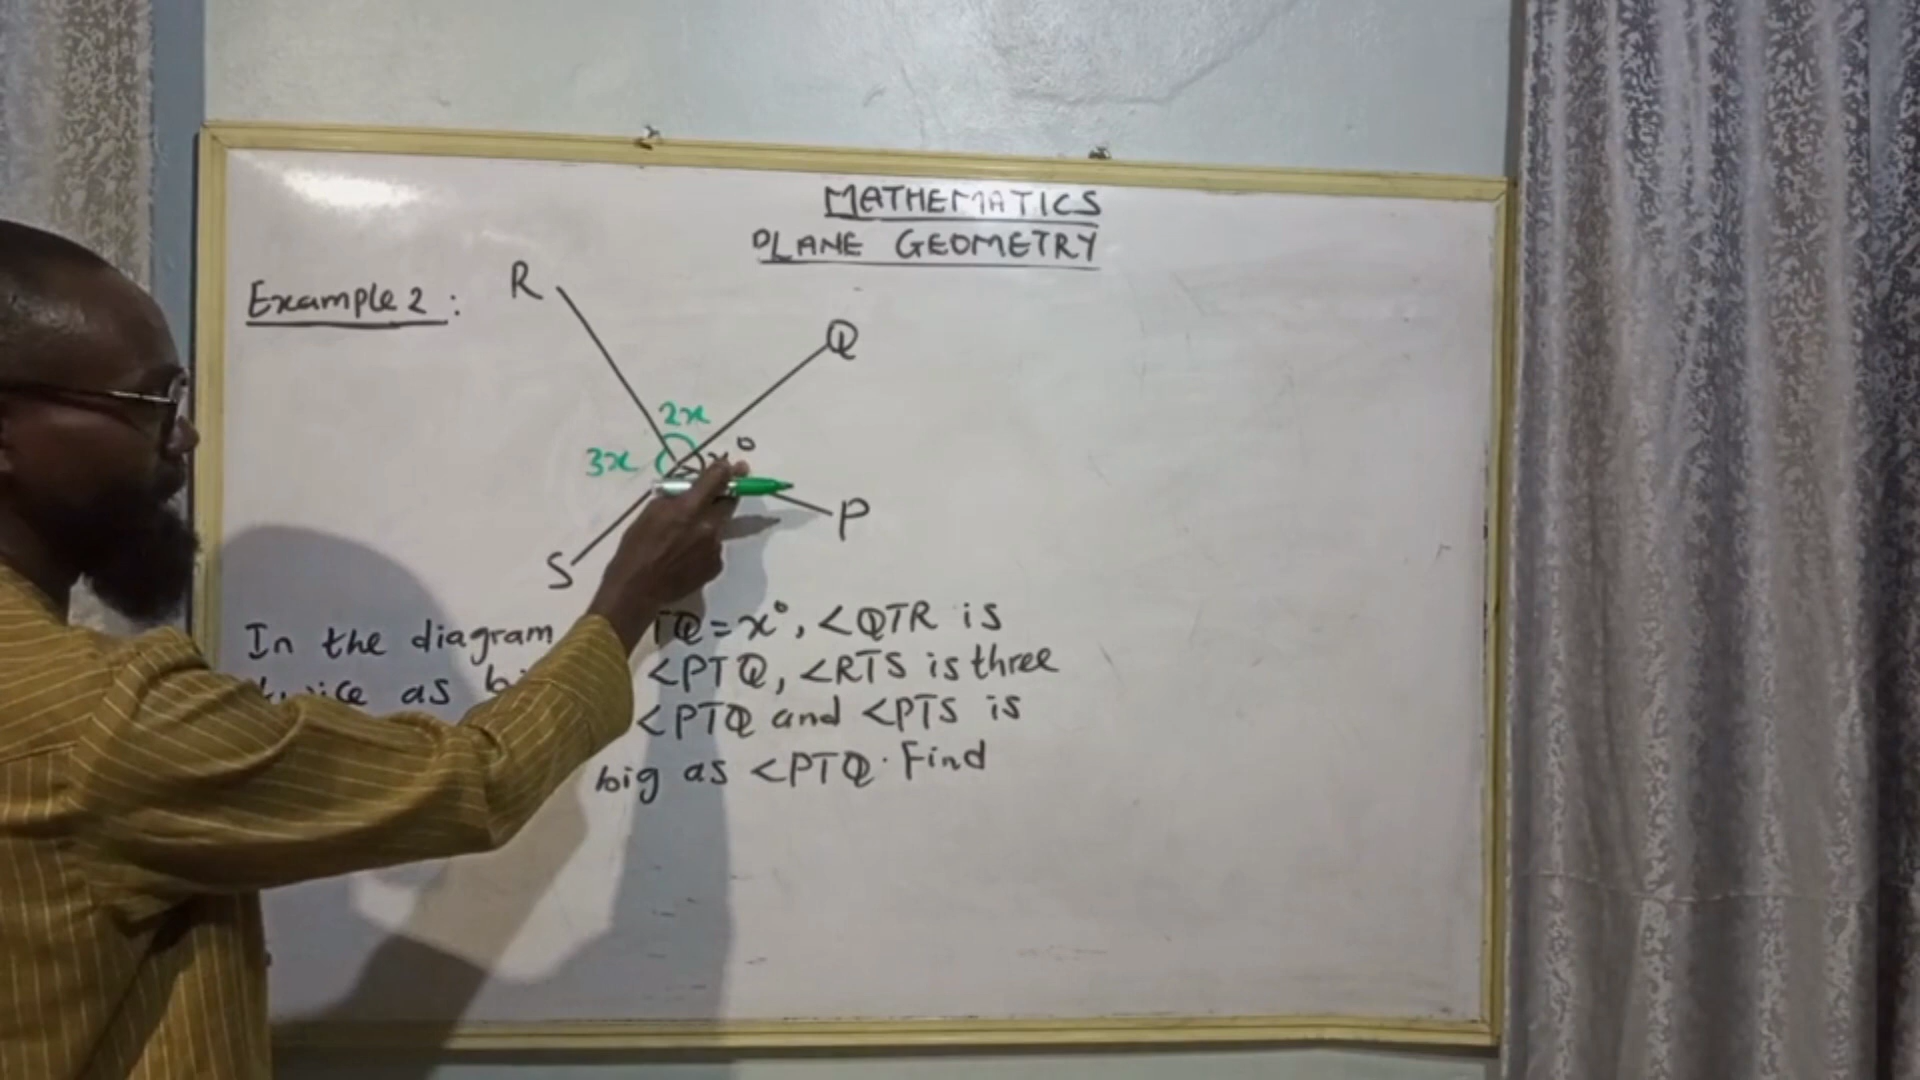 MATHEMATICS
PLANE GEOMETRY
Example 2 :
R
Q
2x
3x
x°
P
S
In the diagram TQ = x°, <QTR is
twice as <PTQ, <RTS is three
<PTQ and <PTS is
big as <PTQ. Find